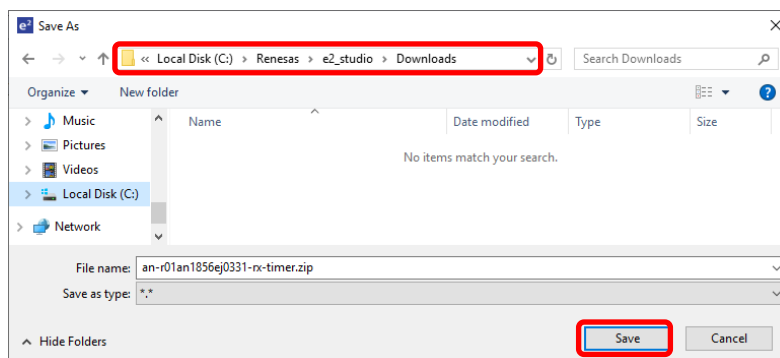 e² Save As
« Local Disk (C:) > Renesas > e2_studio > Downloads
Search Downloads
Organize
New folder
?
Music
Pictures
Videos
Local Disk (C:)
Network
Name
Date modified
Type
Size
No items match your search.
File name: an-r01an1856ej0331-rx-timer.zip
Save as type: *.*
Hide Folders
Save
Cancel